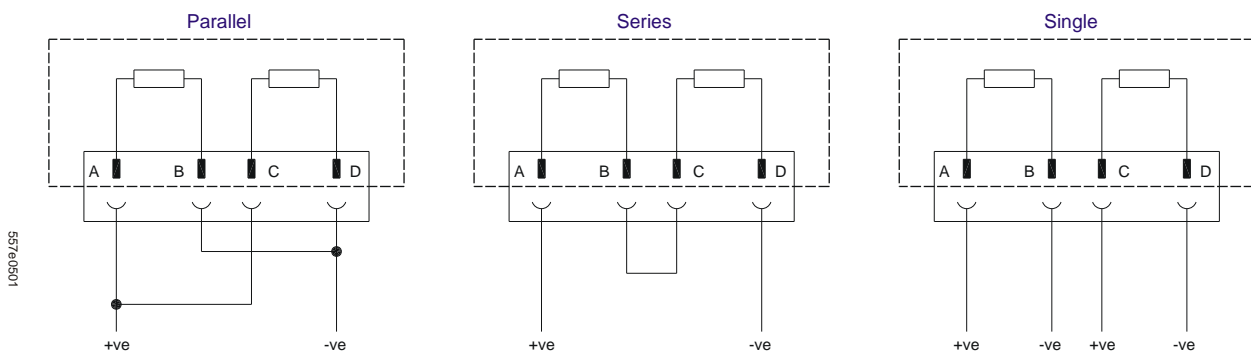 Parallel
Series
Single
A B C D
A B C D
A B C D
+ve -ve
+ve -ve
+ve -ve +ve -ve
557e0501